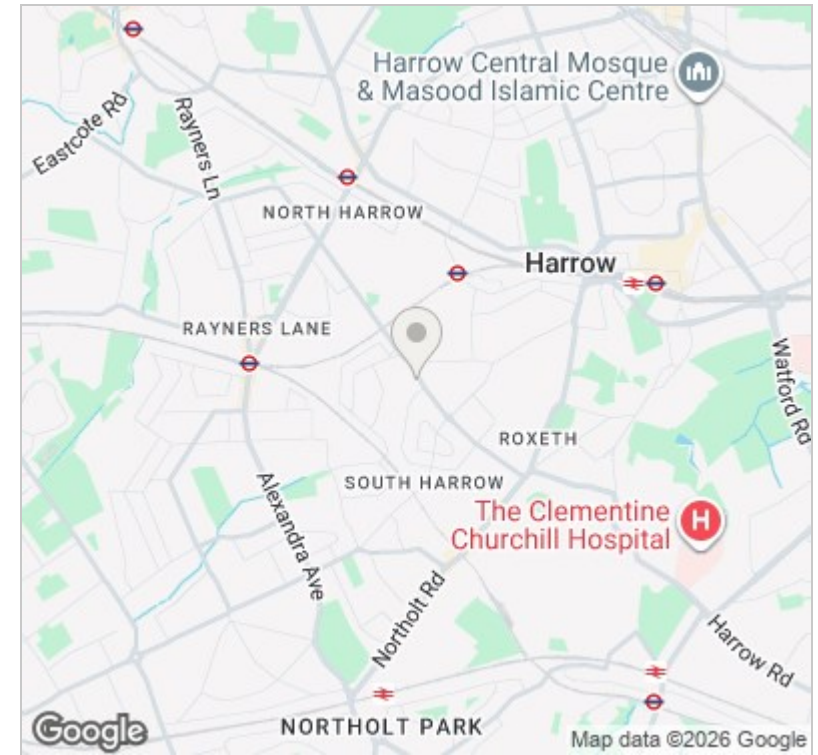 Harrow Central Mosque
& Masood Islamic Centre
Eastcote Rd
Rayners Ln
NORTH HARROW
Harrow
RAYNERS LANE
Watford Rd
ROXETH
SOUTH HARROW
Alexandra Ave
The Clementine
Churchill Hospital
H
Northolt Rd
Harrow Rd
NORTHOLT PARK
Google
Map data ©2026 Google